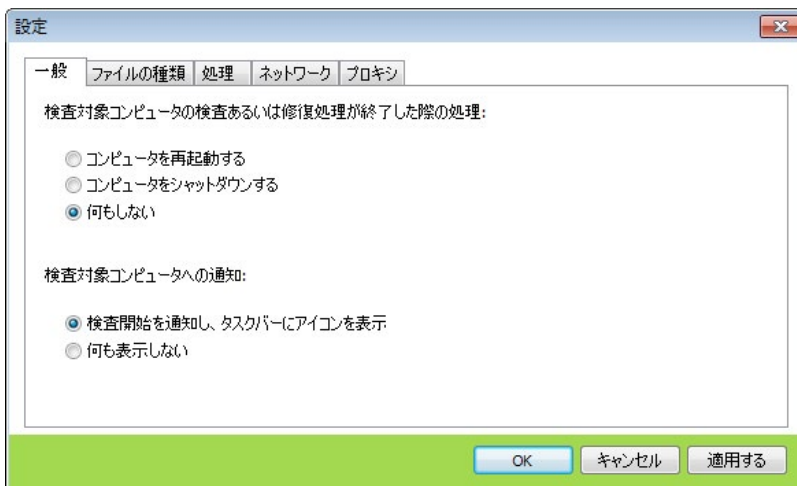 設定
一般 ファイルの種類 処理 ネットワーク プロキシ
検査対象コンピュータの検査あるいは修復処理が終了した際の処理:
コンピュータを再起動する
コンピュータをシャットダウンする
何もしない
検査対象コンピュータへの通知:
検査開始を通知し、タスクバーにアイコンを表示
何も表示しない
OK キャンセル 適用する